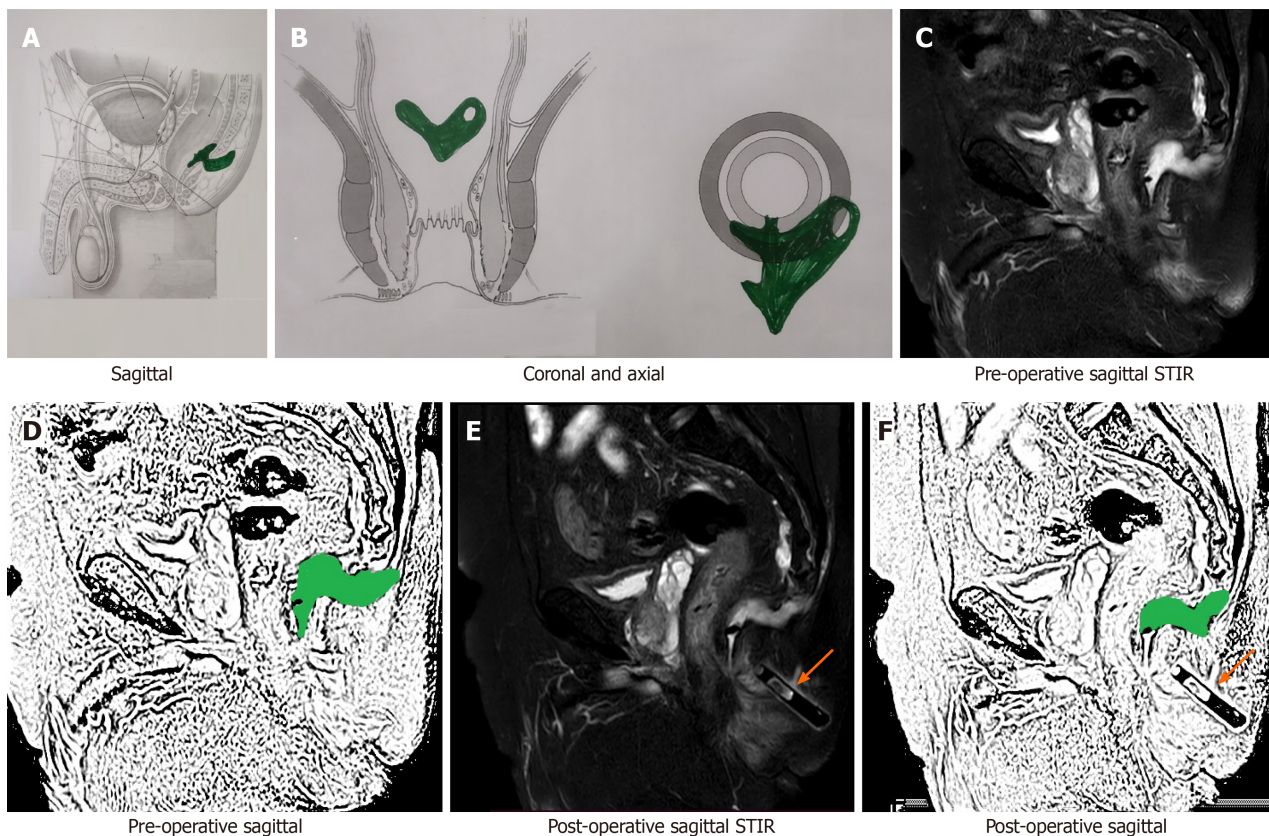 A
B
C
Sagittal
Coronal and axial
Pre-operative sagittal STIR
D
E
F
Pre-operative sagittal
Post-operative sagittal STIR
Post-operative sagittal